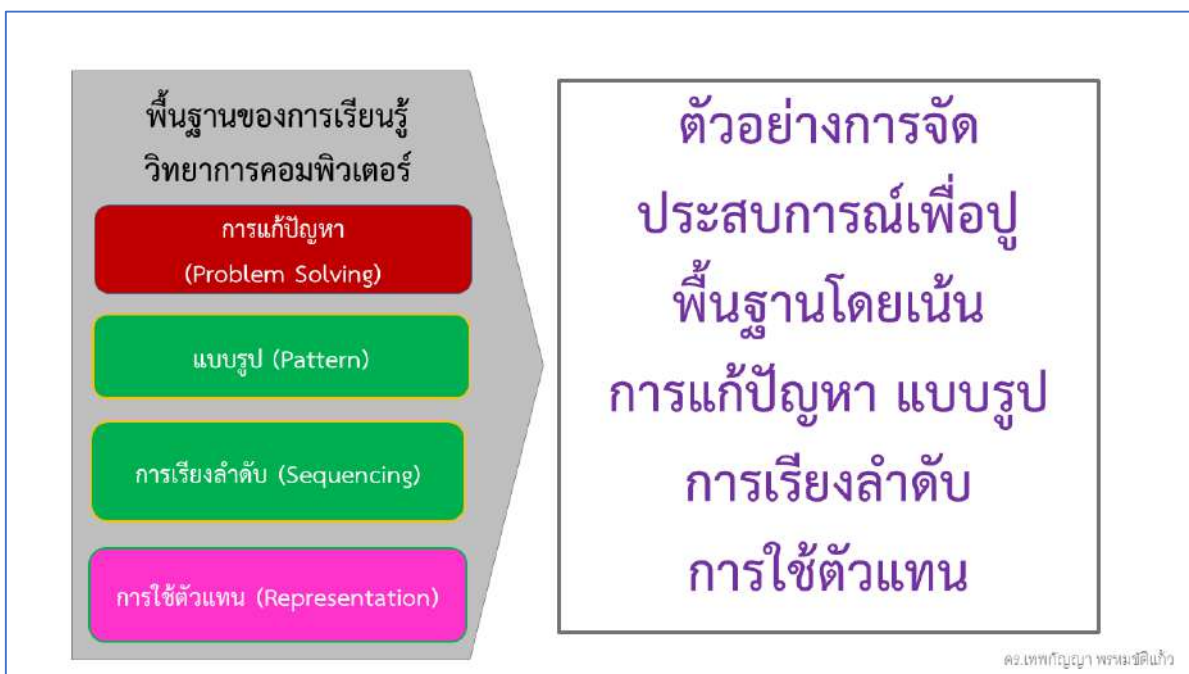 พื้นฐานของการเรียนรู้
วิทยาการคอมพิวเตอร์
การแก้ปัญหา
(Problem Solving)
แบบรูป (Pattern)
การเรียงลำดับ (Sequencing)
การใช้ตัวแทน (Representation)
ตัวอย่างการจัด
ประสบการณ์เพื่อปู
พื้นฐานโดยเน้น
การแก้ปัญหา แบบรูป
การเรียงลำดับ
การใช้ตัวแทน
ดร.เทพกัญญา พรหมขัติแก้ว